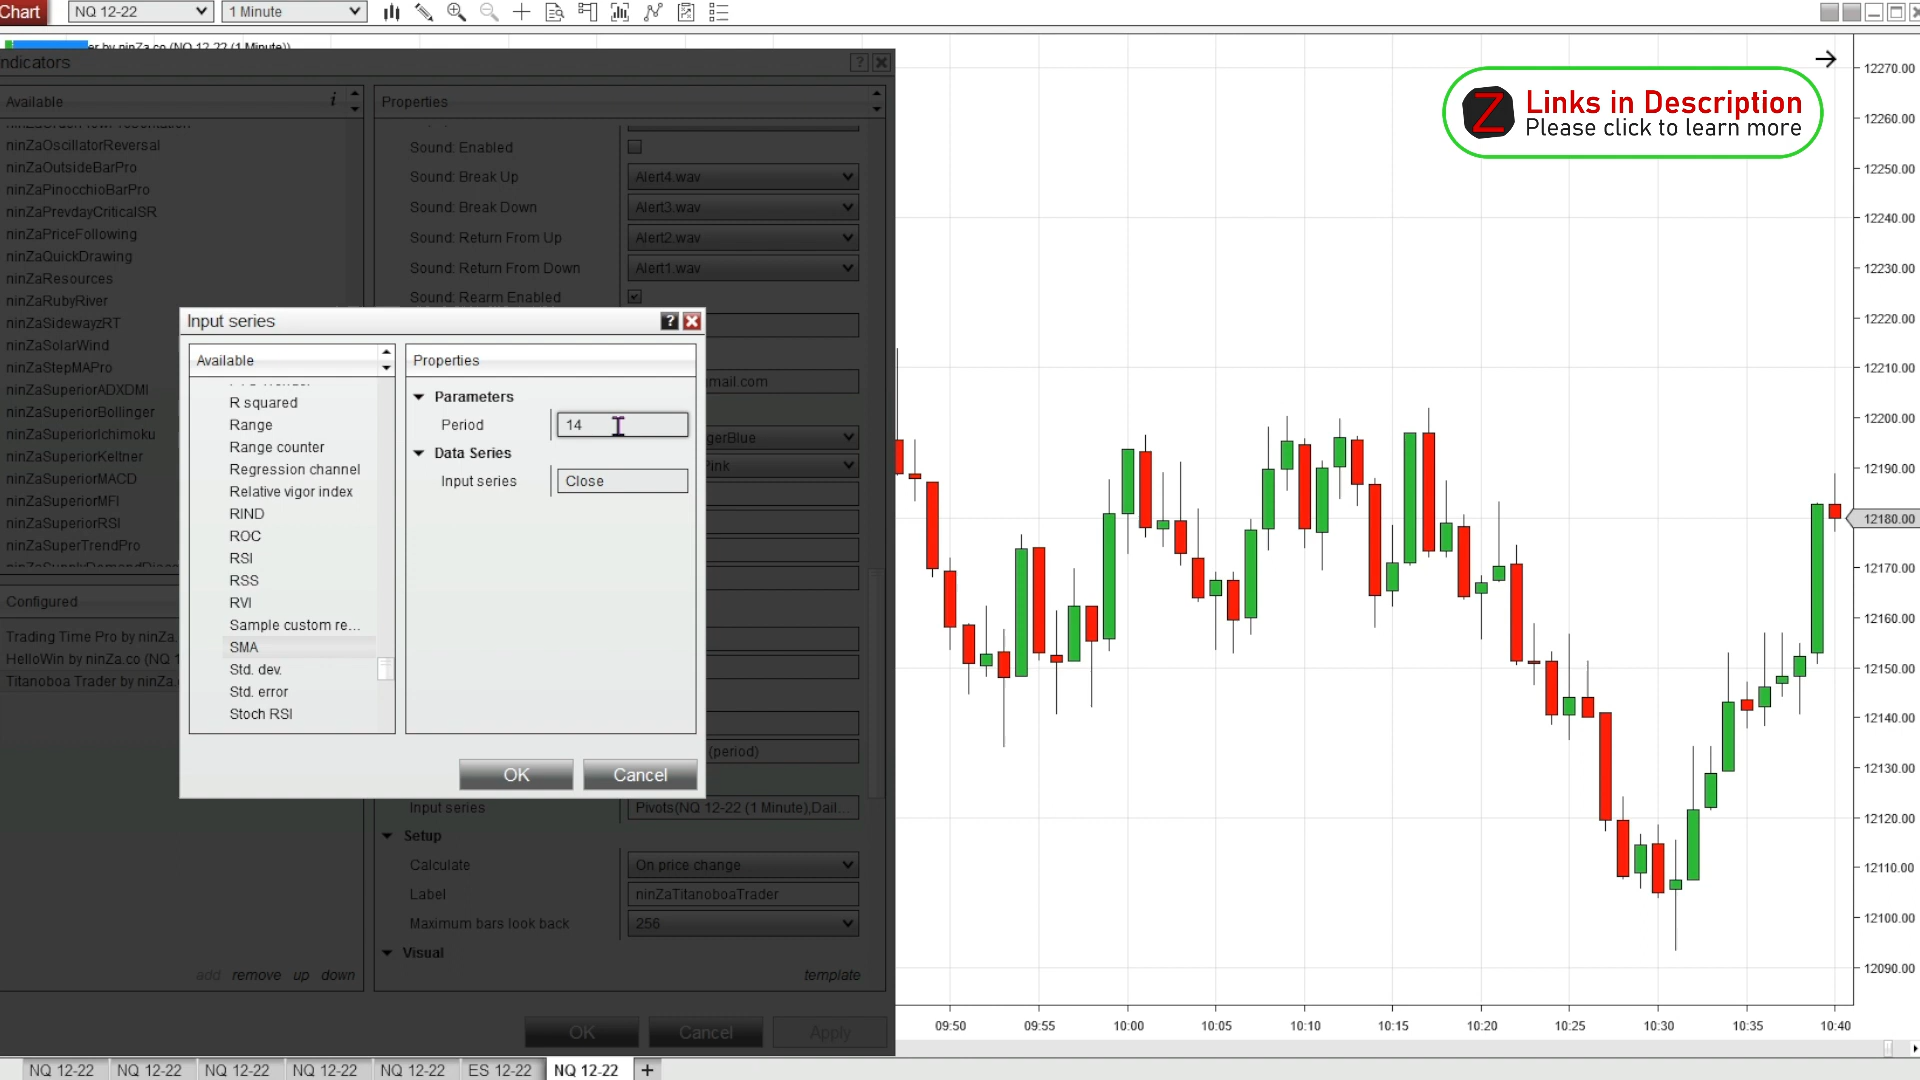 Chart
NQ 12-22
1 Minute
er by ninZa.co (NQ 12-22 (1 Minute))
ndicators
Available
i
Properties
ninZaOscillatorReversal
ninZaOutsideBarPro
ninZaPinocchioBarPro
ninZaPrevdayCriticalSR
ninZaPriceFollowing
ninZaQuickDrawing
ninZaResources
ninZaRubyRiver
ninZaSidewayzRT
ninZaSolarWind
ninZaStepMAPro
ninZaSuperiorADXDMI
ninZaSuperiorBollinger
ninZaSuperiorIchimoku
ninZaSuperiorKeltner
ninZaSuperiorMACD
ninZaSuperiorMFI
ninZaSuperiorRSI
ninZaSuperTrendPro
Configured
Trading Time Pro by ninZa.
HelloWin by ninZa.co (NQ 1
Titanoboa Trader by ninZa.
add remove up down
Sound: Enabled
Sound: Break Up Alert4.wav
Sound: Break Down Alert3.wav
Sound: Return From Up Alert2.wav
Sound: Return From Down Alert1.wav
Sound: Rearm Enabled
mail.com
gerBlue
Pink
(period)
Input series Pivots(NQ 12-22 (1 Minute),Dail...
Setup
Calculate On price change
Label ninZaTitanoboaTrader
Maximum bars look back 256
Visual
template
OK Cancel Apply
Input series
?
Available
R squared
Range
Range counter
Regression channel
Relative vigor index
RIND
ROC
RSI
RSS
RVI
Sample custom re...
SMA
Std. dev.
Std. error
Stoch RSI
Properties
Parameters
Period 14
Data Series
Input series Close
OK Cancel
Z
Links in Description
Please click to learn more
12270.00
12260.00
12250.00
12240.00
12230.00
12220.00
12210.00
12200.00
12190.00
12180.00
12170.00
12160.00
12150.00
12140.00
12130.00
12120.00
12110.00
12100.00
12090.00
09:50 09:55 10:00 10:05 10:10 10:15 10:20 10:25 10:30 10:35 10:40
NQ 12-22 NQ 12-22 NQ 12-22 NQ 12-22 NQ 12-22 ES 12-22 NQ 12-22 +